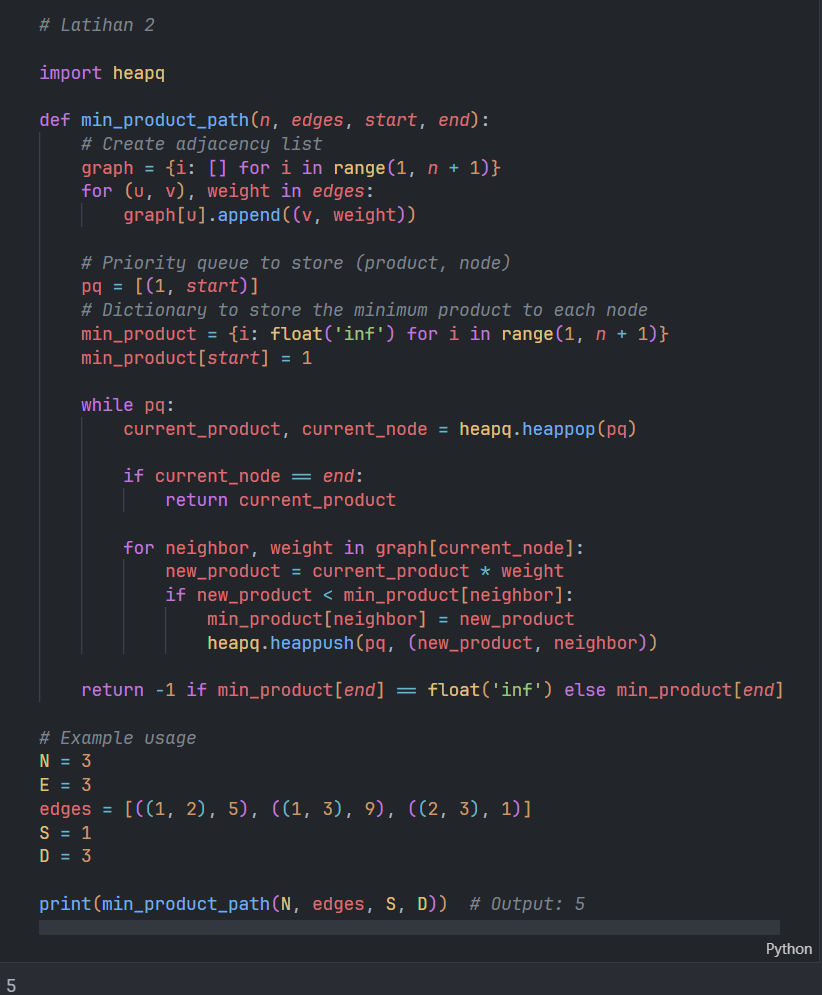 # Latihan 2

import heapq

def min_product_path(n, edges, start, end):
    # Create adjacency list
    graph = {i: [] for i in range(1, n + 1)}
    for (u, v), weight in edges:
        graph[u].append((v, weight))

    # Priority queue to store (product, node)
    pq = [(1, start)]
    # Dictionary to store the minimum product to each node
    min_product = {i: float('inf') for i in range(1, n + 1)}
    min_product[start] = 1

    while pq:
        current_product, current_node = heapq.heappop(pq)

        if current_node == end:
            return current_product

        for neighbor, weight in graph[current_node]:
            new_product = current_product * weight
            if new_product < min_product[neighbor]:
                min_product[neighbor] = new_product
                heapq.heappush(pq, (new_product, neighbor))

    return -1 if min_product[end] == float('inf') else min_product[end]

# Example usage
N = 3
E = 3
edges = [((1, 2), 5), ((1, 3), 9), ((2, 3), 1)]
S = 1
D = 3

print(min_product_path(N, edges, S, D))  # Output: 5
Python
5